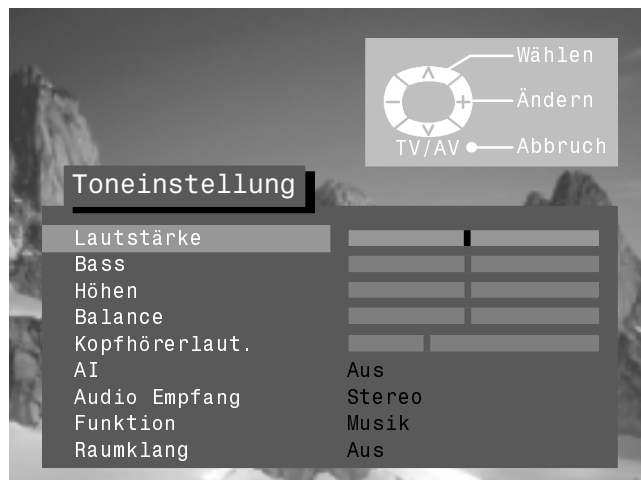 Wählen
Ändern
TV/AV Abbruch
Toneinstellung
Lautstärke
Bass
Höhen
Balance
Kopfhörerlaut.
AI Aus
Audio Empfang Stereo
Funktion Musik
Raumklang Aus